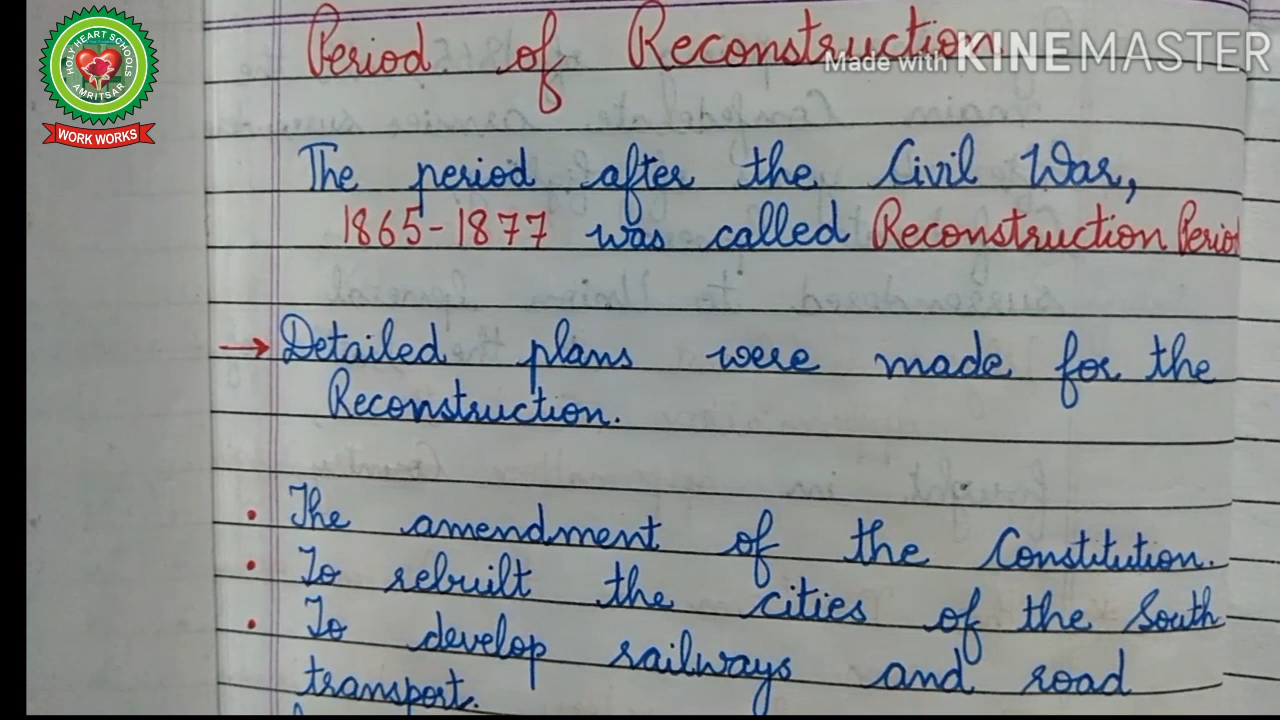 HOLY HEART SCHOOLS
AMRITSAR
WORK WORKS
Made with KINEMASTER
Period of Reconstruction
The period after the Civil War,
1865-1877 was called Reconstruction Period
→ Detailed plans were made for the
Reconstruction.
• The amendment of the Constitution.
• To rebuilt the cities of the South
• To develop railways and road
transport.